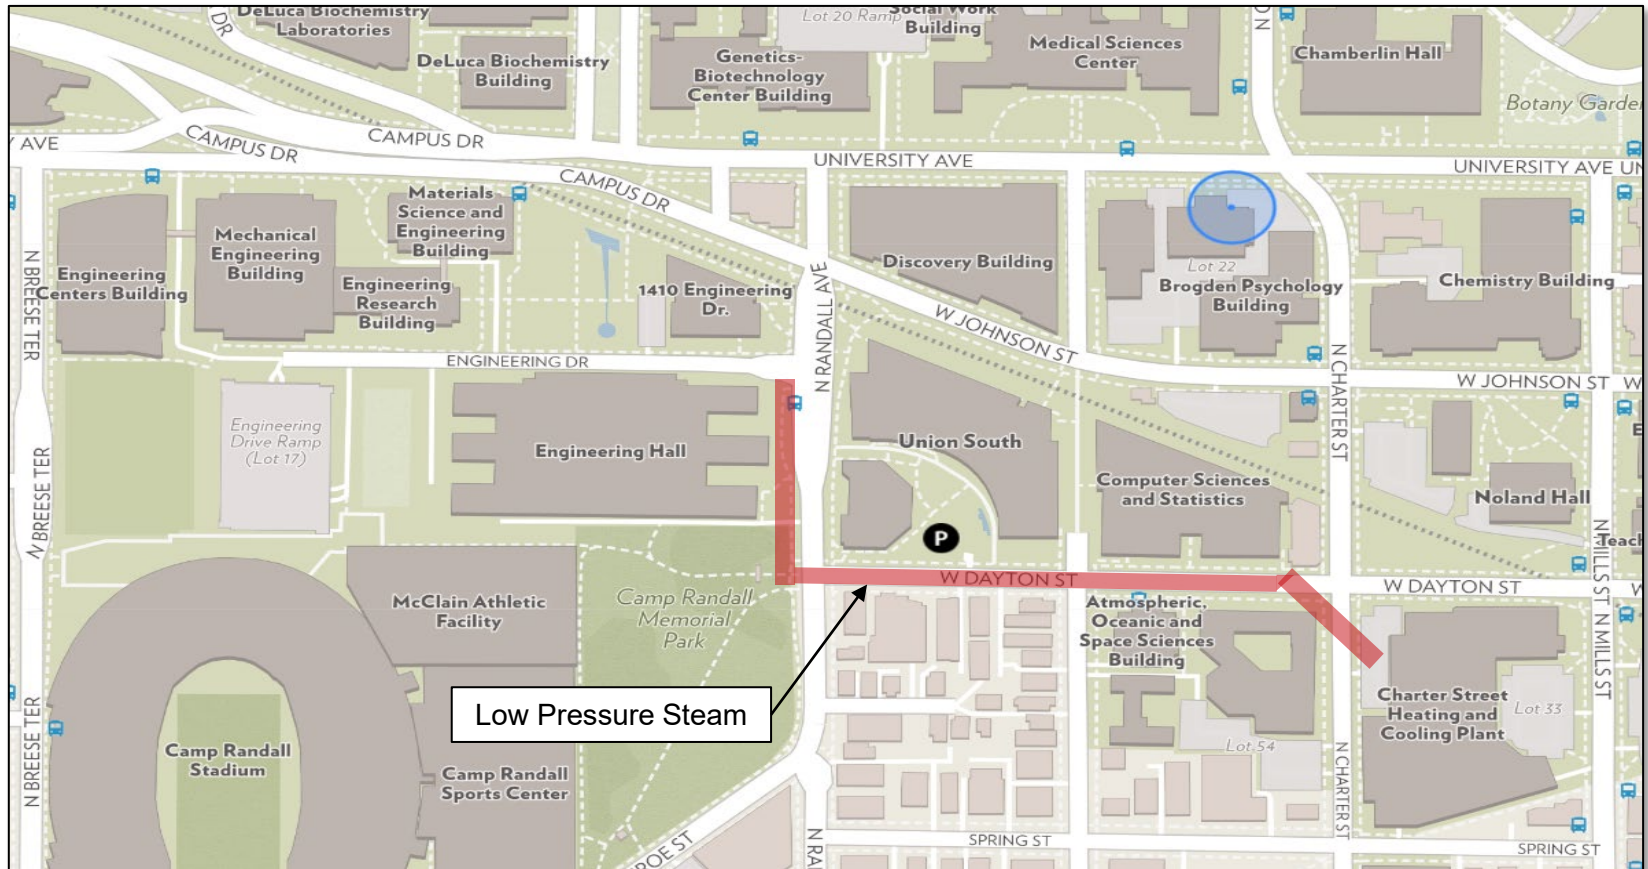 DeLuca Biochemistry
Laboratories
DR
DeLuca Biochemistry
Building
Lot 20 Ramp
Social Work
Building
Genetics-
Biotechnology
Center Building
Medical Sciences
Center
Chamberlin Hall
Botany Garde
CAMPUS DR
CAMPUS DR
AVE
UNIVERSITY AVE
UNIVERSITY AVE
CAMPUS DR
Materials
Science and
Engineering
Building
Mechanical
Engineering
Building
Engineering
Centers Building
Engineering
Research
Building
1410 Engineering
Dr.
Discovery Building
Lot 22
Brogden Psychology
Building
Chemistry Building
N BREESE TER
N RANDALL AVE
W JOHNSON ST
ENGINEERING DR
N CHARTER ST
W JOHNSON ST
W
Engineering
Drive Ramp
(Lot 17)
Engineering Hall
Union South
Computer Sciences
and Statistics
Noland Hall
N BREESE TER
P
N MILLS ST
N MILLS ST
Teach
W DAYTON ST
W DAYTON ST
McClain Athletic
Facility
Camp Randall
Memorial
Park
Atmospheric,
Oceanic and
Space Sciences
Building
Low Pressure Steam
Charter Street
Heating and
Cooling Plant
Lot 33
N BREESE TER
Camp Randall
Stadium
Camp Randall
Sports Center
Lot 54
N CHARTER ST
N RA
ROE ST
SPRING ST
SPRING ST